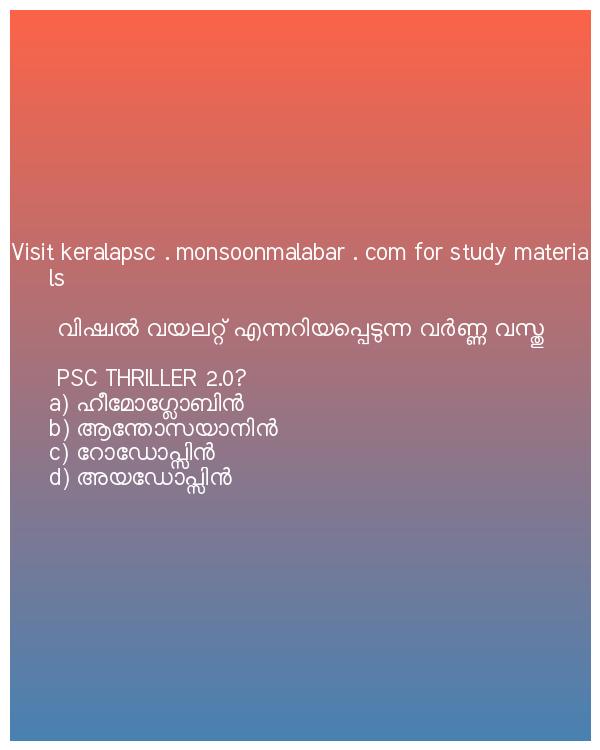 Visit keralapsc . monsoonmalabar . com for study materia
ls
വിഷ്വൽ വയലറ്റ് എന്നറിയപ്പെടുന്ന വർണ്ണ വസ്തു
PSC THRILLER 2.0?
a) ഹീമോഗ്ലോബിൻ
b) ആന്തോസയാനിൻ
c) റോഡോപ്സിൻ
d) അയഡോപ്സിൻ